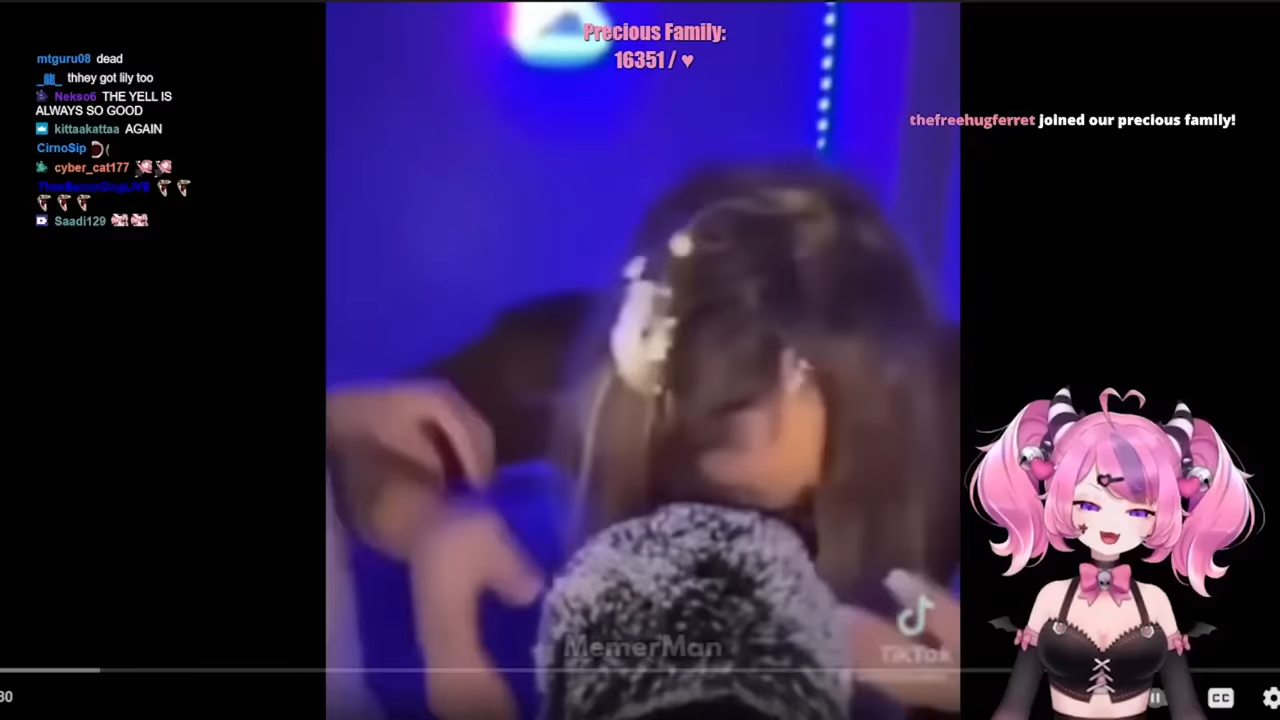 Precious Family:
16351 / ♥
mtguru08 dead
thhey got lily too
Nekso6 THE YELL IS
ALWAYS SO GOOD
kittaakattaa AGAIN
CirnoSip
cyber_cat177
Saadi129
thefreehugferret joined our precious family!
MemerMan
TikTok
30
CC